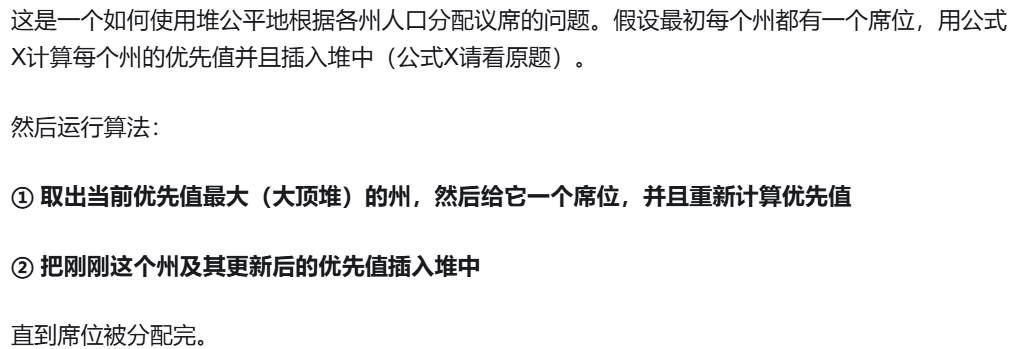 这是一个如何使用堆公平地根据各州人口分配议席的问题。假设最初每个州都有一个席位，用公式
X计算每个州的优先值并且插入堆中（公式X请看原题）。
然后运行算法：
① 取出当前优先值最大（大顶堆）的州，然后给它一个席位，并且重新计算优先值
② 把刚刚这个州及其更新后的优先值插入堆中
直到席位被分配完。